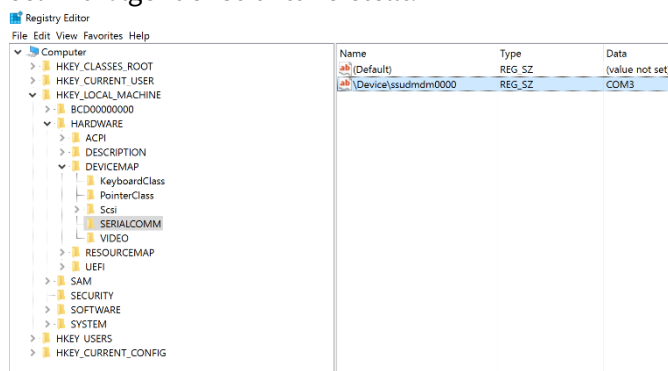 Registry Editor
File Edit View Favorites Help
Computer
HKEY_CLASSES_ROOT
HKEY_CURRENT_USER
HKEY_LOCAL_MACHINE
BCD00000000
HARDWARE
ACPI
DESCRIPTION
DEVICEMAP
KeyboardClass
PointerClass
Scsi
SERIALCOMM
VIDEO
RESOURCEMAP
UEFI
SAM
SECURITY
SOFTWARE
SYSTEM
HKEY_USERS
HKEY_CURRENT_CONFIG
Name Type Data
(Default) REG_SZ (value not set)
\Device\ssudmdm0000 REG_SZ COM3